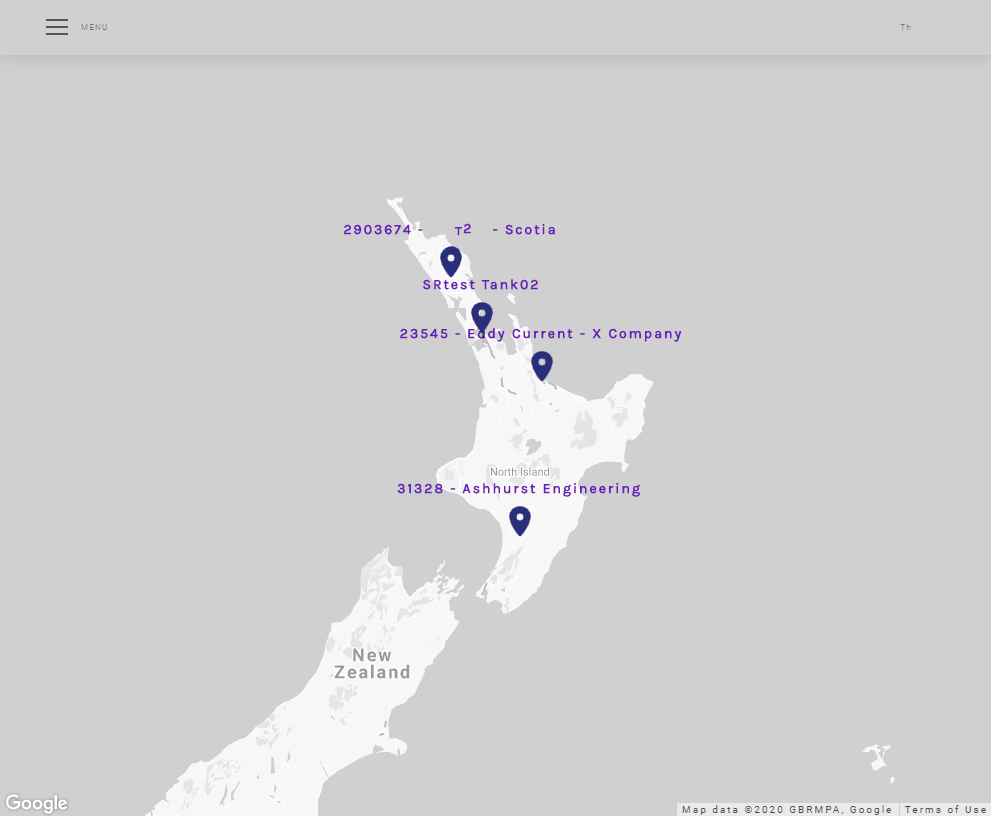 MENU
Th
2903674 - T2 - Scotia
SRtest Tank02
23545 - Eddy Current - X Company
North Island
31328 - Ashhurst Engineering
New
Zealand
Google
Map data ©2020 GBRMPA, Google
Terms of Use